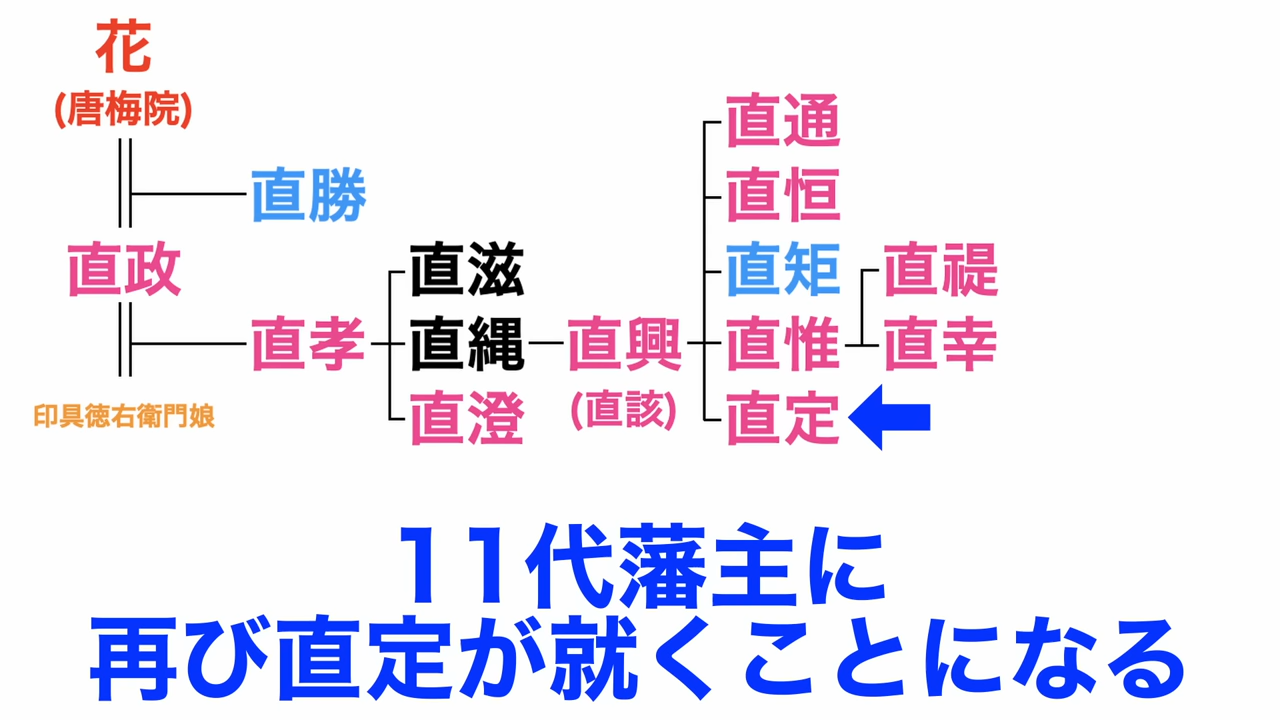 花
(唐梅院)
直勝
直政
直孝
印具徳右衛門娘
直滋
直縄
直澄
直興
(直該)
直通
直恒
直矩
直惟
直定
直禔
直幸
11代藩主に
再び直定が就くことになる